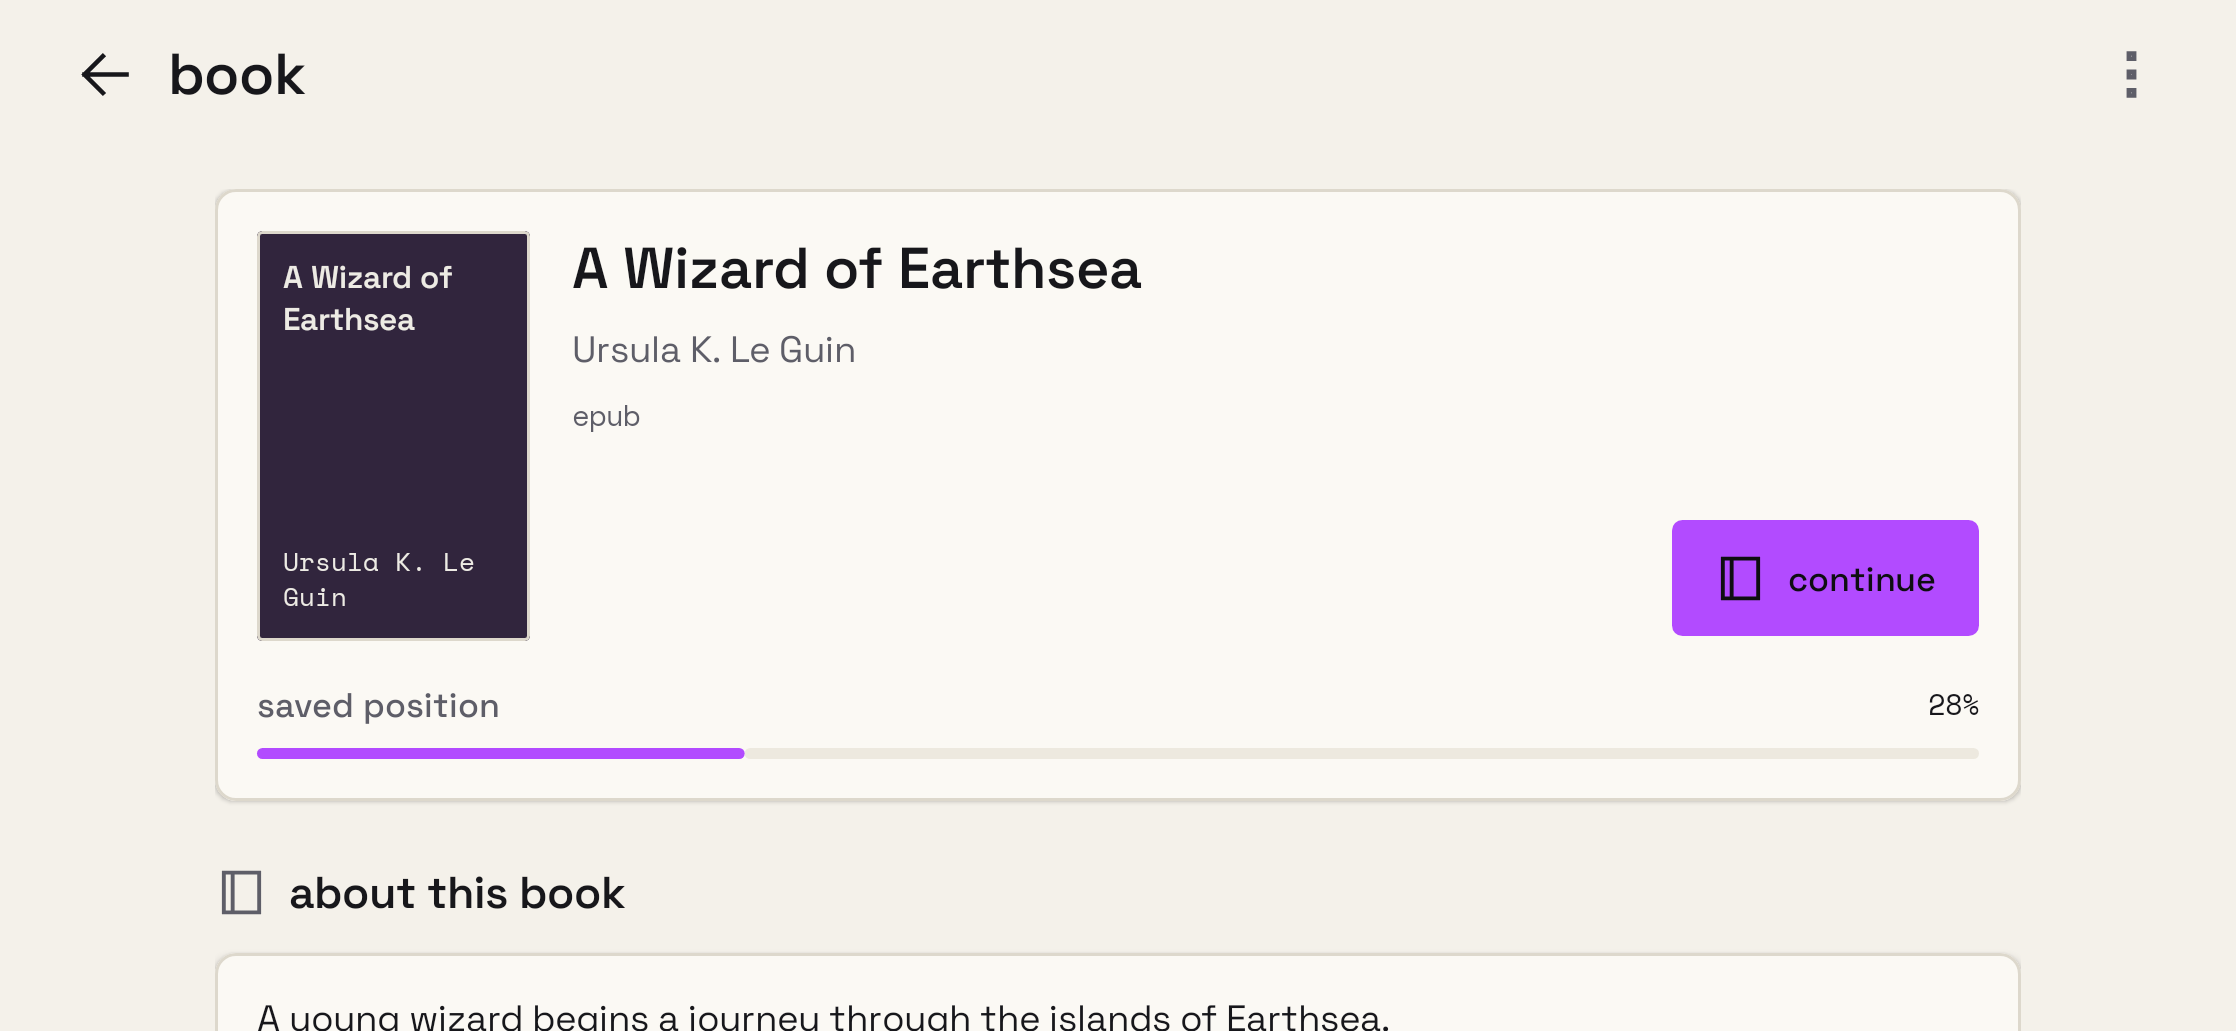 book
A Wizard of
Earthsea
Ursula K. Le
Guin
A Wizard of Earthsea
Ursula K. Le Guin
epub
continue
saved position
28%
about this book
A young wizard begins a journey through the islands of Earthsea.